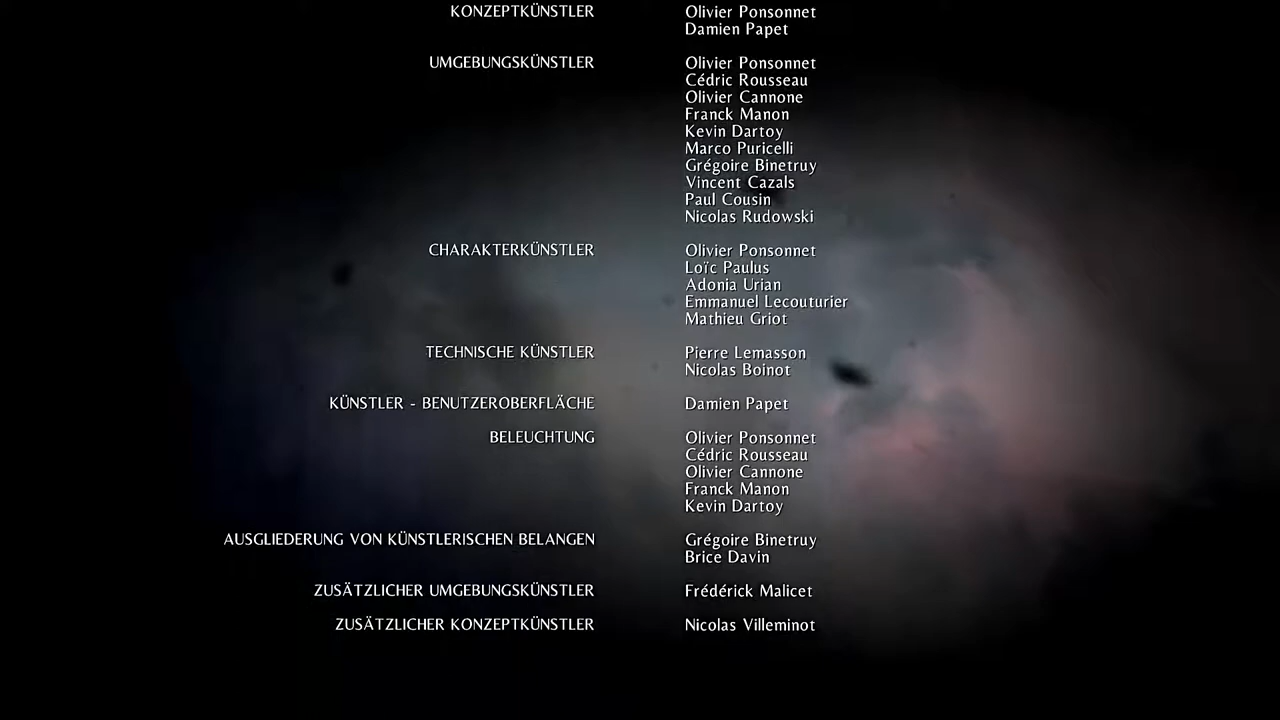 KONZEPTKÜNSTLER Olivier Ponsonnet
Damien Papet
UMGEBUNGSKÜNSTLER Olivier Ponsonnet
Cédric Rousseau
Olivier Cannone
Franck Manon
Kevin Dartoy
Marco Puricelli
Grégoire Binetruy
Vincent Cazals
Paul Cousin
Nicolas Rudowski
CHARAKTERKÜNSTLER Olivier Ponsonnet
Loïc Paulus
Adonia Urian
Emmanuel Lecouturier
Mathieu Griot
TECHNISCHE KÜNSTLER Pierre Lemasson
Nicolas Boinot
KÜNSTLER - BENUTZEROBERFLÄCHE Damien Papet
BELEUCHTUNG Olivier Ponsonnet
Cédric Rousseau
Olivier Cannone
Franck Manon
Kevin Dartoy
AUSGLIEDERUNG VON KÜNSTLERISCHEN BELANGEN Grégoire Binetruy
Brice Davin
ZUSÄTZLICHER UMGEBUNGSKÜNSTLER Frédérick Malicet
ZUSÄTZLICHER KONZEPTKÜNSTLER Nicolas Villeminot